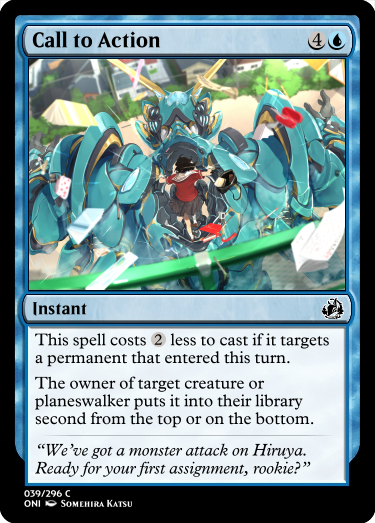 Call to Action 4
Instant
This spell costs 2 less to cast if it targets
a permanent that entered this turn.
The owner of target creature or
planeswalker puts it into their library
second from the top or on the bottom.
“We’ve got a monster attack on Hiruya.
Ready for your first assignment, rookie?”
039/296 C
ONI Somehira Katsu